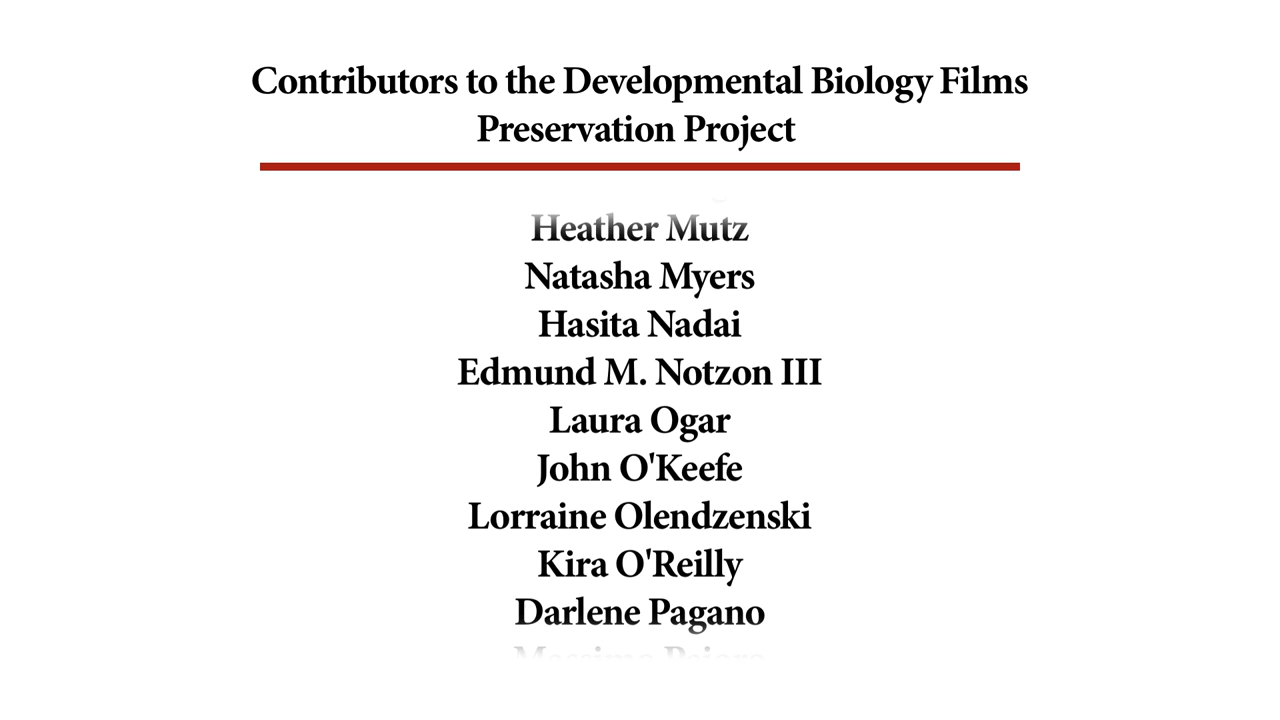 Contributors to the Developmental Biology Films
Preservation Project
Heather Mutz
Natasha Myers
Hasita Nadai
Edmund M. Notzon III
Laura Ogar
John O'Keefe
Lorraine Olendzenski
Kira O'Reilly
Darlene Pagano